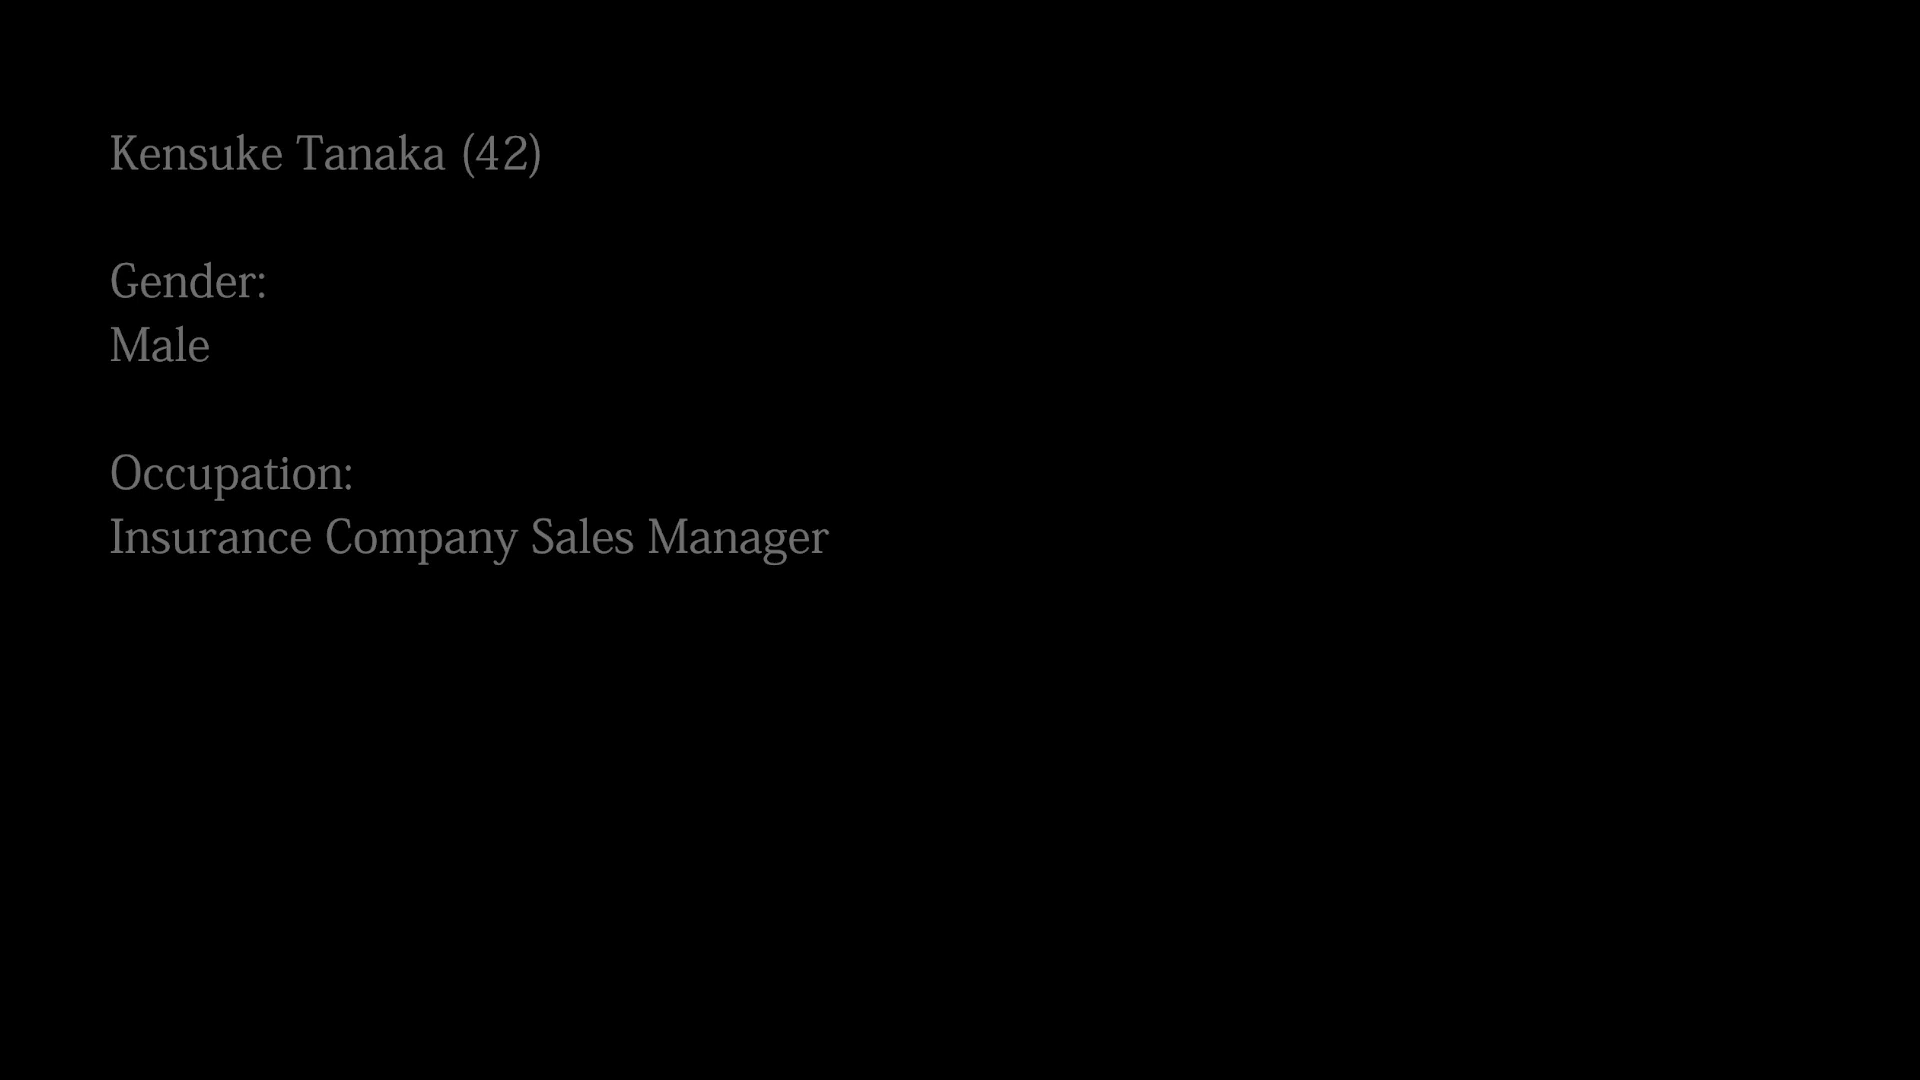 Kensuke Tanaka (42)
Gender:
Male
Occupation:
Insurance Company Sales Manager